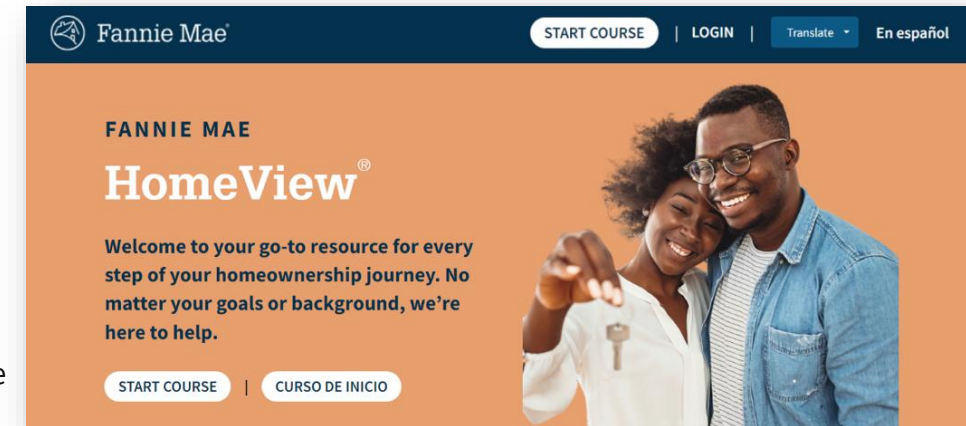 Fannie Mae®
START COURSE | LOGIN | Translate En español
FANNIE MAE
HomeView®
Welcome to your go-to resource for every
step of your homeownership journey. No
matter your goals or background, we're
here to help.
START COURSE | CURSO DE INICIO
e